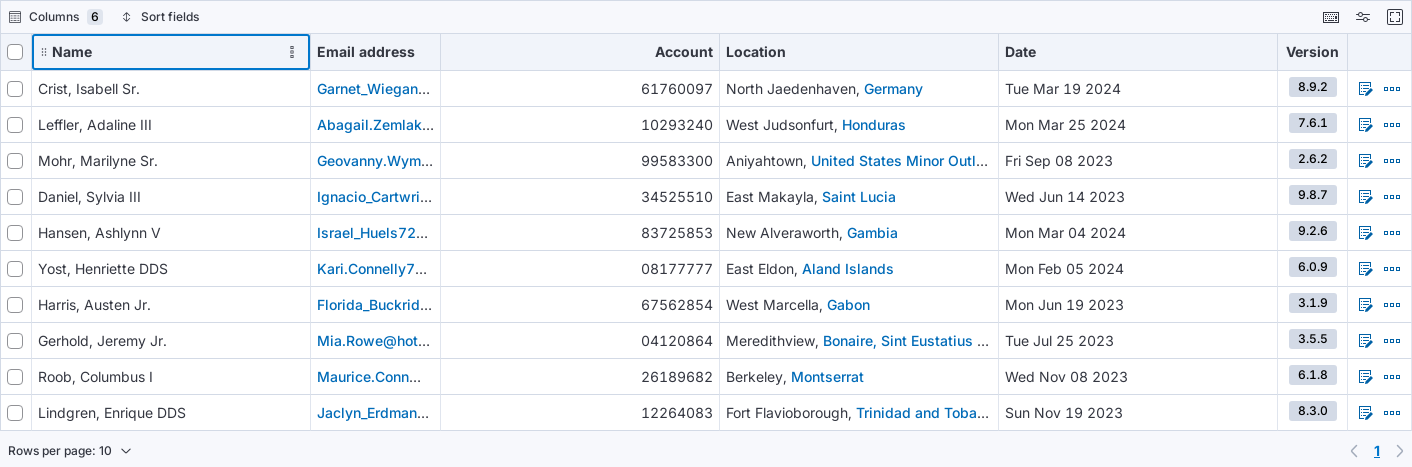 Columns 6 Sort fields
Name Email address Account Location Date Version
Crist, Isabell Sr. Garnet_Wiegan... 61760097 North Jaedenhaven, Germany Tue Mar 19 2024 8.9.2
Leffler, Adaline III Abagail.Zemlak... 10293240 West Judsonfurt, Honduras Mon Mar 25 2024 7.6.1
Mohr, Marilyne Sr. Geovanny.Wym... 99583300 Aniyahtown, United States Minor Outl... Fri Sep 08 2023 2.6.2
Daniel, Sylvia III Ignacio_Cartwri... 34525510 East Makayla, Saint Lucia Wed Jun 14 2023 9.8.7
Hansen, Ashlynn V Israel_Huels72... 83725853 New Alveraworth, Gambia Mon Mar 04 2024 9.2.6
Yost, Henriette DDS Kari.Connelly7... 08177777 East Eldon, Aland Islands Mon Feb 05 2024 6.0.9
Harris, Austen Jr. Florida_Buckrid... 67562854 West Marcella, Gabon Mon Jun 19 2023 3.1.9
Gerhold, Jeremy Jr. Mia.Rowe@hot... 04120864 Meredithview, Bonaire, Sint Eustatius ... Tue Jul 25 2023 3.5.5
Roob, Columbus I Maurice.Conn... 26189682 Berkeley, Montserrat Wed Nov 08 2023 6.1.8
Lindgren, Enrique DDS Jaclyn_Erdman... 12264083 Fort Flavioborough, Trinidad and Toba... Sun Nov 19 2023 8.3.0
Rows per page: 10 1